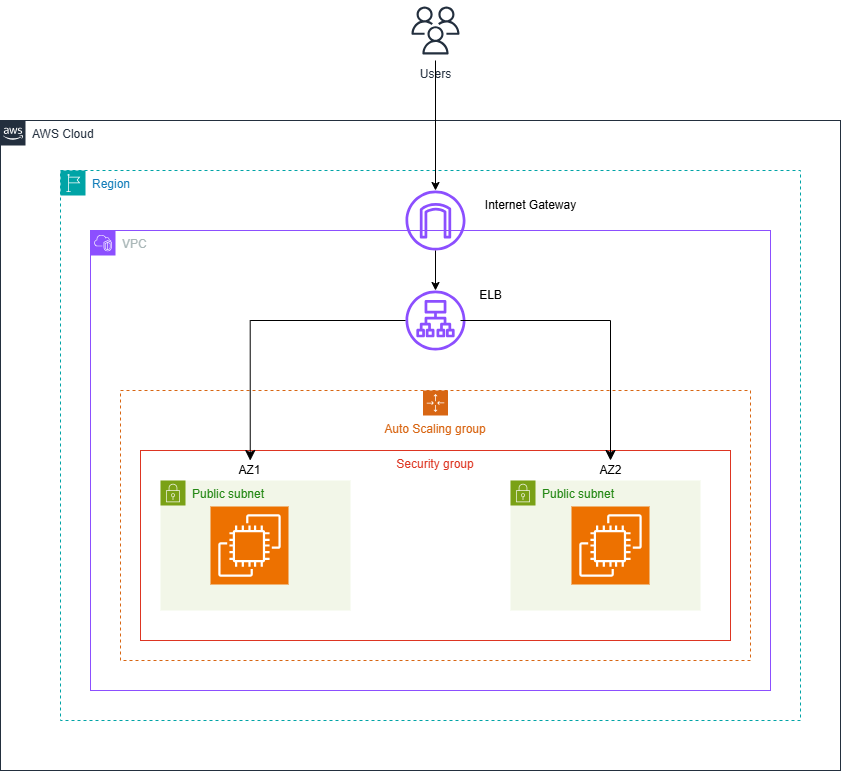 Users
aws
AWS Cloud
Region
Internet Gateway
VPC
ELB
Auto Scaling group
Security group
AZ1
AZ2
Public subnet
Public subnet